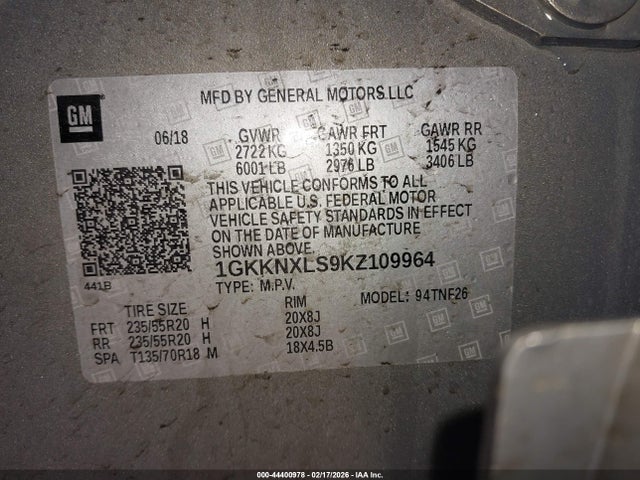 GM
MFD BY GENERAL MOTORS LLC
06/18 GVWR GAWR FRT GAWR RR
2722 KG 1350 KG 1545 KG
6001 LB 2976 LB 3406 LB
THIS VEHICLE CONFORMS TO ALL
APPLICABLE U.S. FEDERAL MOTOR
VEHICLE SAFETY STANDARDS IN EFFECT
ON THE DATE OF MANUFACTURE
SHOWN ABOVE.
441B
1GKKNXLS9KZ109964
TYPE: M.P.V. MODEL: 94TNF26
TIRE SIZE RIM
FRT 235/55R20 H 20X8J
RR 235/55R20 H 20X8J
SPA T135/70R18 M 18X4.5B
000-44400978 - 02/17/2026 - IAA Inc.